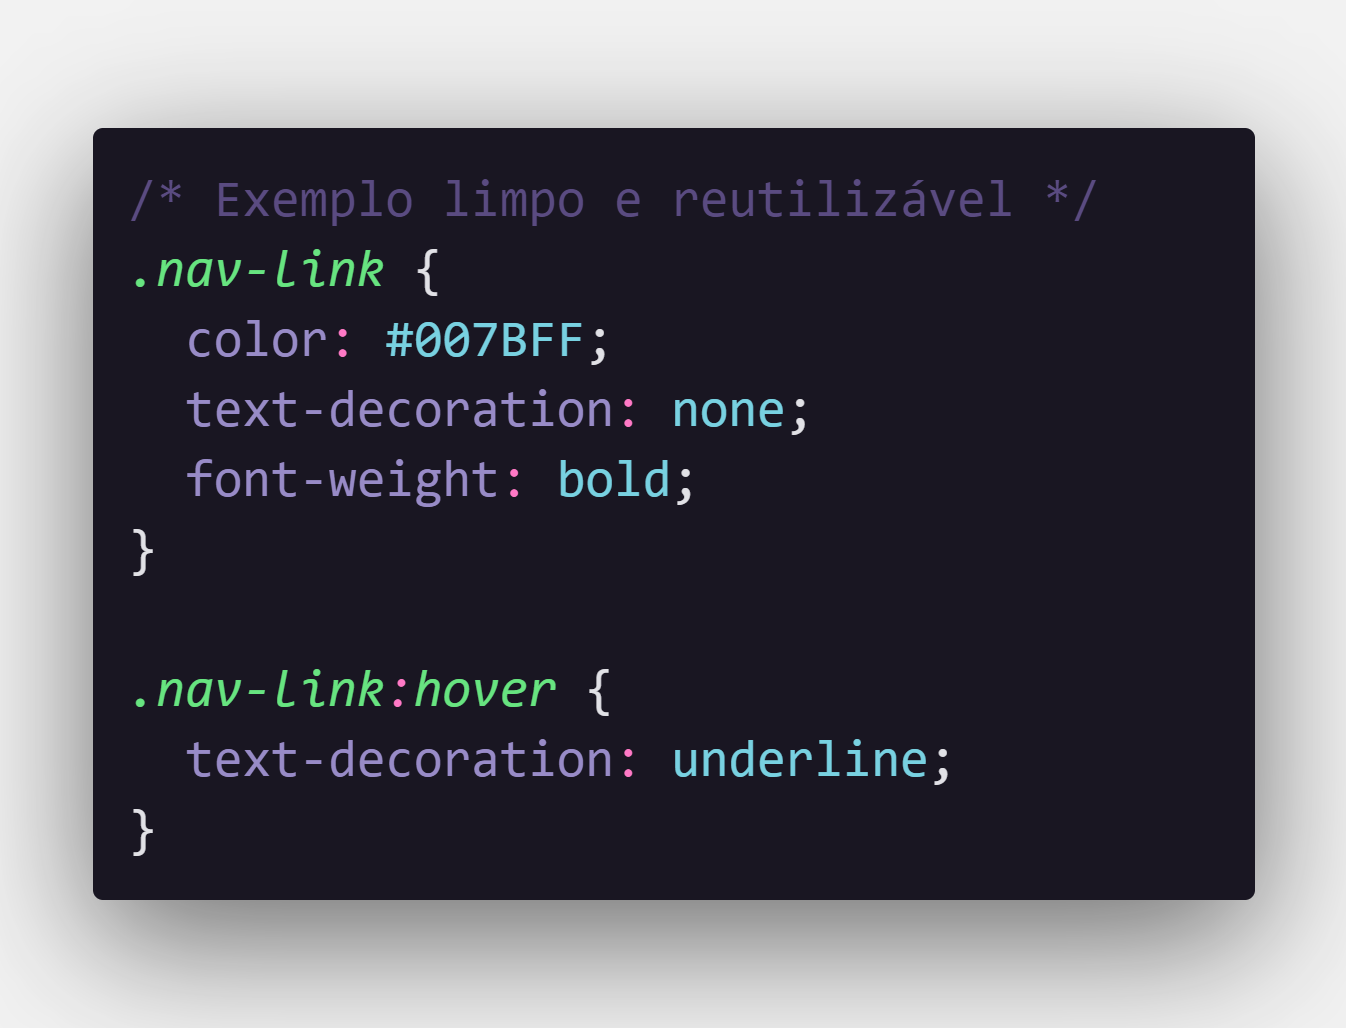 /* Exemplo limpo e reutilizável */
.nav-link {
  color: #007BFF;
  text-decoration: none;
  font-weight: bold;
}

.nav-link:hover {
  text-decoration: underline;
}